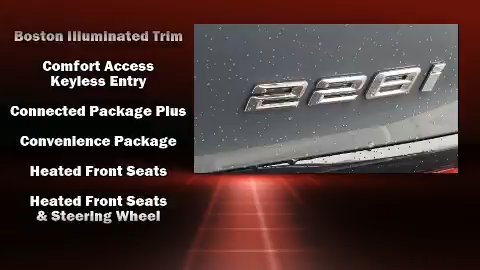 Boston Illuminated Trim
Comfort Access
Keyless Entry
Connected Package Plus
Convenience Package
Heated Front Seats
Heated Front Seats
& Steering Wheel
228i